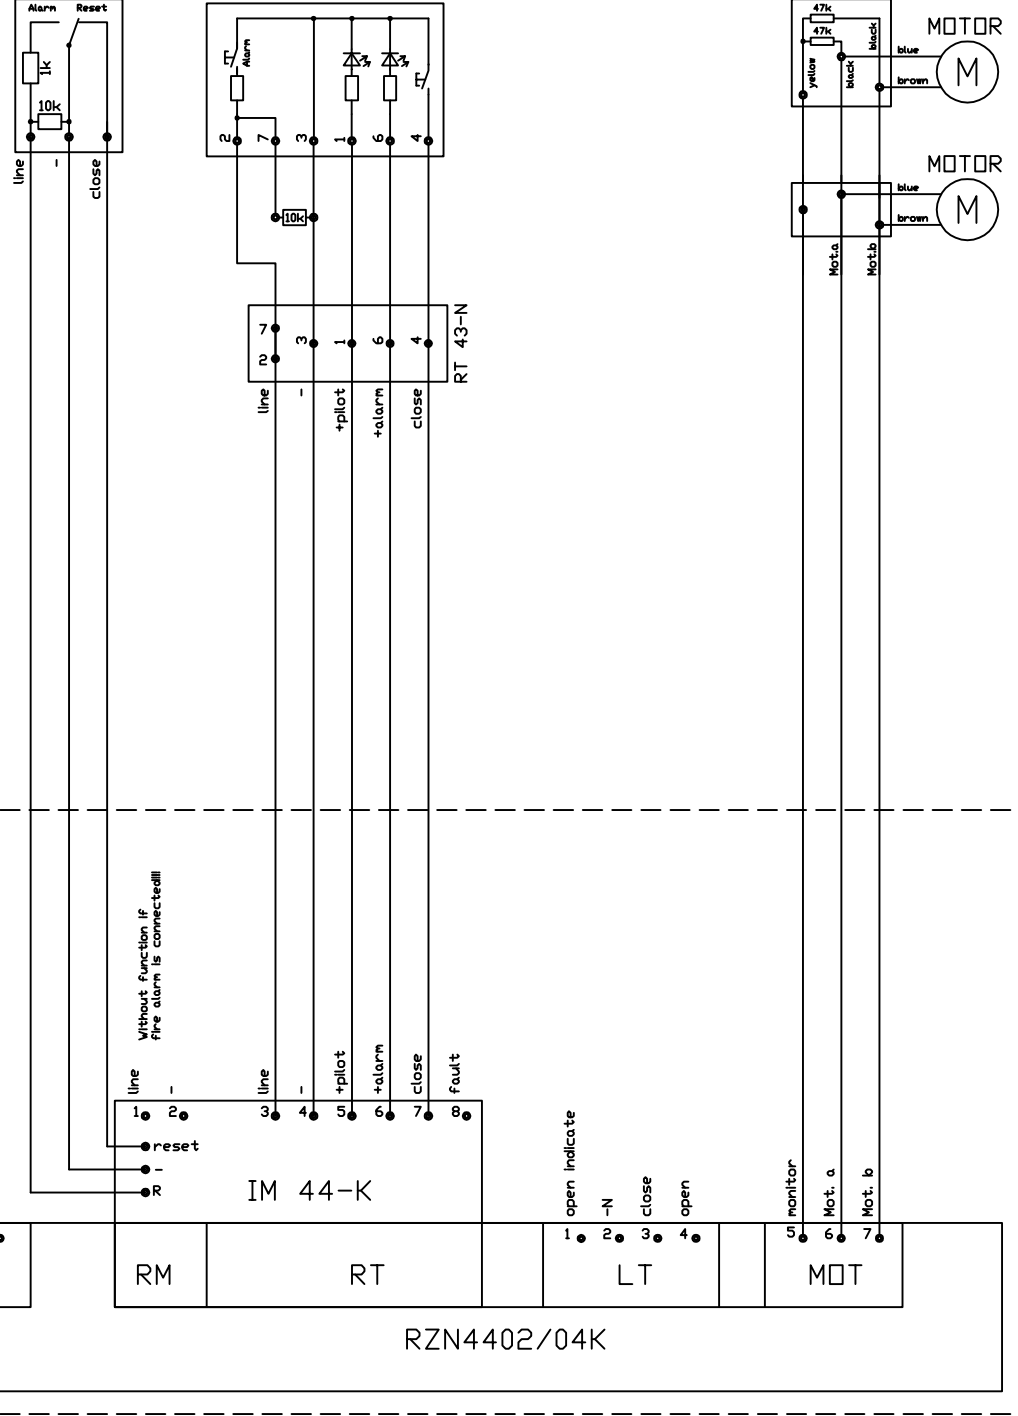 Alarm Reset
1k
10k
line
-
close
Alarm
2 7 3 1 6 4
10k
7
2
3 1 6 4
RT 43-N
line
-
+pilot
+alarm
close
47k
47k
black
yellow
black
blue
brown
MOTOR
M
MOTOR
blue
brown
M
Mot.a
Mot.b
Without function if
fire alarm is connected!!!!
line
-
line
-
+pilot
+alarm
close
fault
1 2 3 4 5 6 7 8
reset
-
R
IM 44-K
open indicate
-N
close
open
1 2 3 4
monitor
Mot. a
Mot. b
5 6 7
RM
RT
LT
MOT
RZN4402/04K